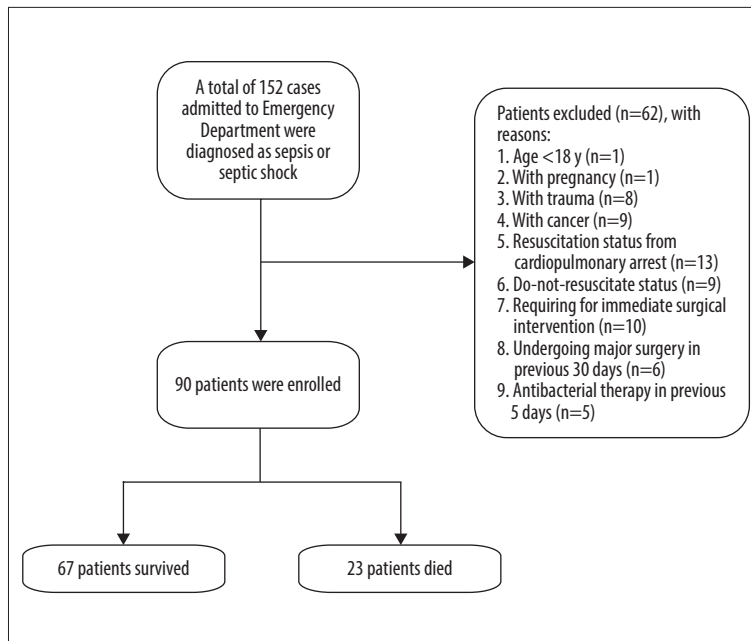 A total of 152 cases
admitted to Emergency
Department were
diagnosed as sepsis or
septic shock
Patients excluded (n=62), with
reasons:
1. Age <18 y (n=1)
2. With pregnancy (n=1)
3. With trauma (n=8)
4. With cancer (n=9)
5. Resuscitation status from
cardiopulmonary arrest (n=13)
6. Do-not-resuscitate status (n=9)
7. Requiring for immediate surgical
intervention (n=10)
8. Undergoing major surgery in
previous 30 days (n=6)
9. Antibacterial therapy in previous
5 days (n=5)
90 patients were enrolled
67 patients survived
23 patients died